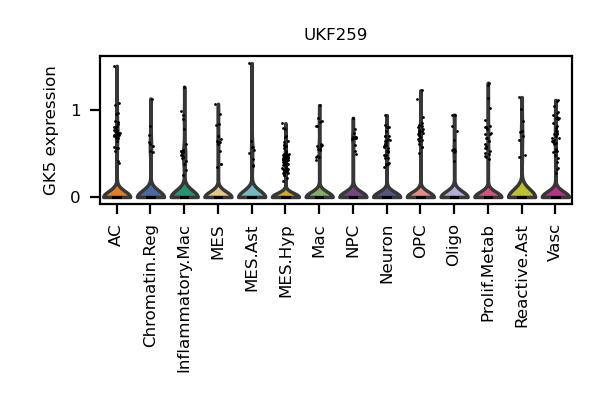 UKF259
GK5 expression
1
0
AC
Chromatin.Reg
Inflammatory.Mac
MES
MES.Ast
MES.Hyp
Mac
NPC
Neuron
OPC
Oligo
Prolif.Metab
Reactive.Ast
Vasc